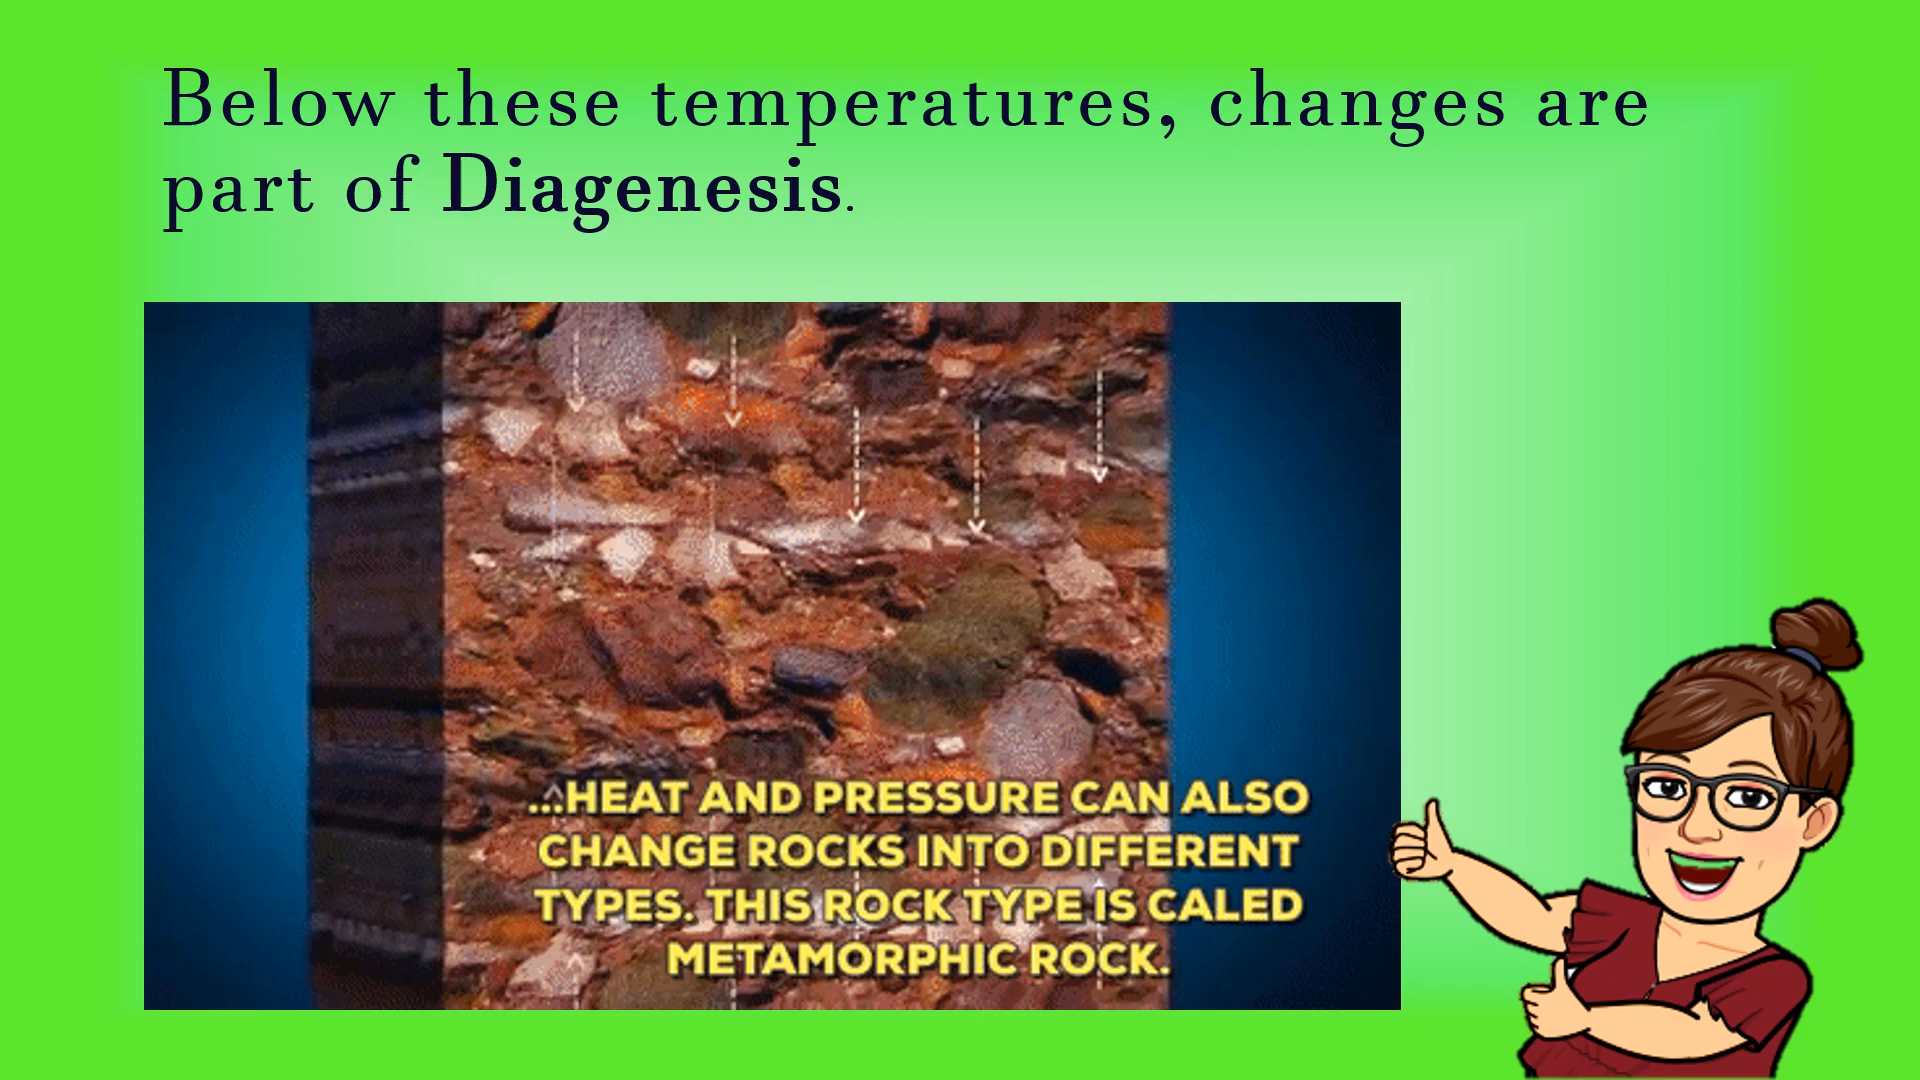 Below these temperatures, changes are
part of Diagenesis.
...HEAT AND PRESSURE CAN ALSO
CHANGE ROCKS INTO DIFFERENT
TYPES. THIS ROCK TYPE IS CALED
METAMORPHIC ROCK.